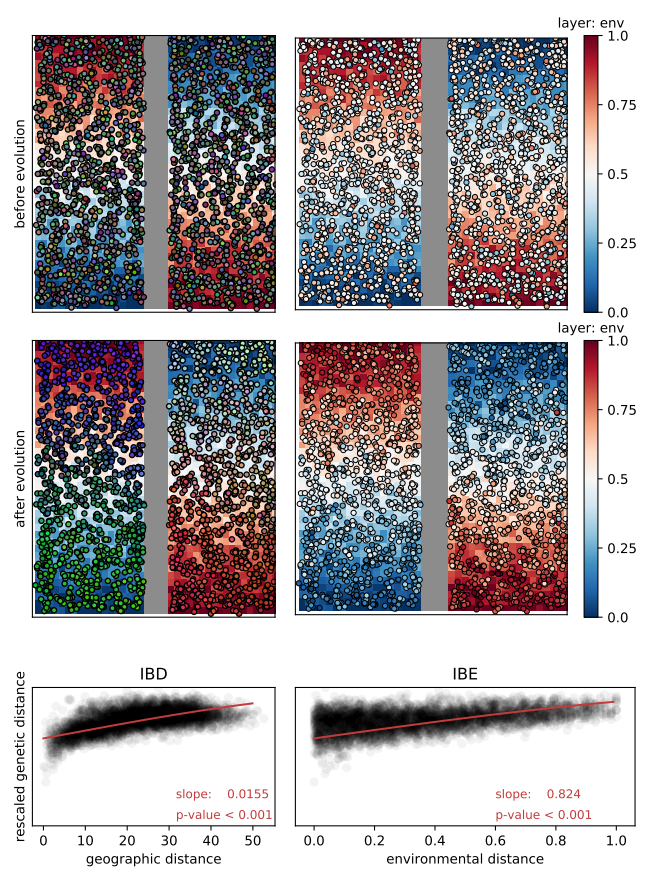 layer: env
1.0
0.75
0.5
0.25
0.0
before evolution
layer: env
1.0
0.75
0.5
0.25
0.0
after evolution
IBD
IBE
rescaled genetic distance
slope: 0.0155
p-value < 0.001
slope: 0.824
p-value < 0.001
0 10 20 30 40 50
0.0 0.2 0.4 0.6 0.8 1.0
geographic distance
environmental distance